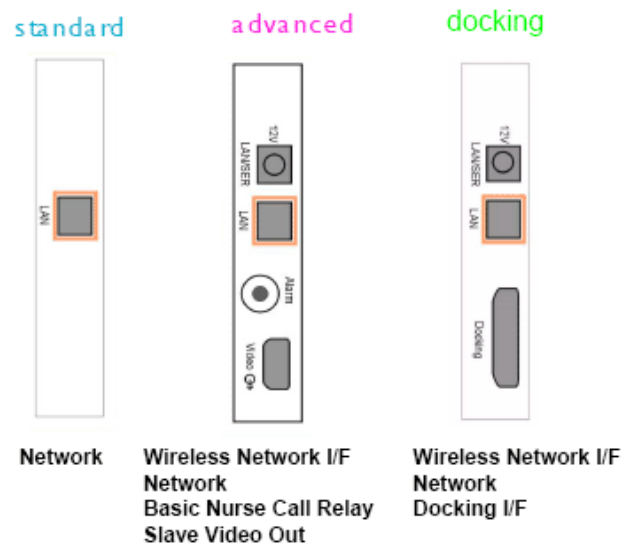 standard
advanced
docking
LAN
12V
LAN/SER
LAN
Alarm
Video
12V
LAN/SER
LAN
Docking
Network
Wireless Network I/F
Network
Basic Nurse Call Relay
Slave Video Out
Wireless Network I/F
Network
Docking I/F